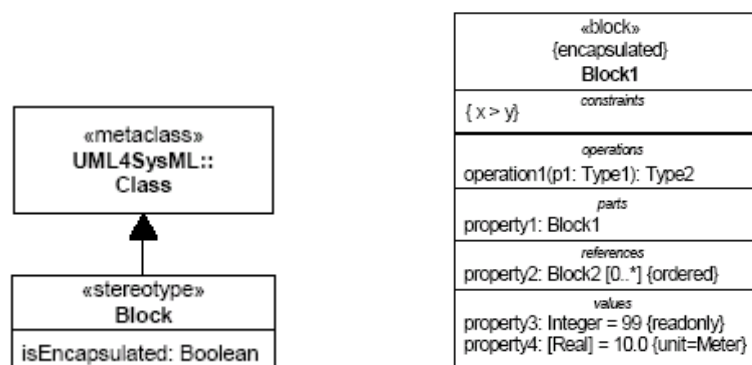 «metaclass»
UML4SysML::
Class
«stereotype»
Block
isEncapsulated: Boolean
«block»
{encapsulated}
Block1
constraints
{ x > y}
operations
operation1(p1: Type1): Type2
parts
property1: Block1
references
property2: Block2 [0..*] {ordered}
values
property3: Integer = 99 {readonly}
property4: [Real] = 10.0 {unit=Meter}